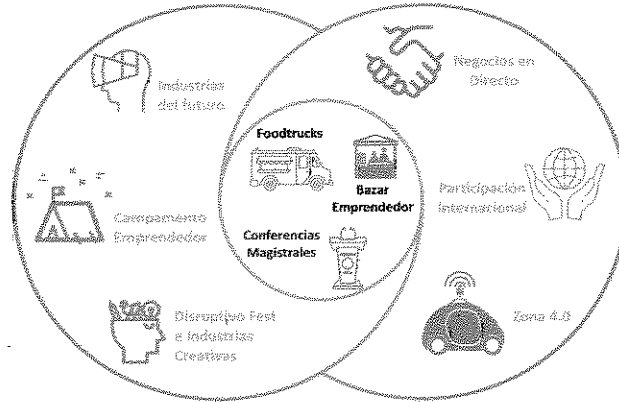 Industrias
del futuro
Negocios en
Directo
Foodtrucks
Bazar
Emprendedor
Campamento
Emprendedor
Participación
Internacional
Conferencias
Magistrales
Disruptivo Fest
e Industrias
Creativas
Zona 4.0